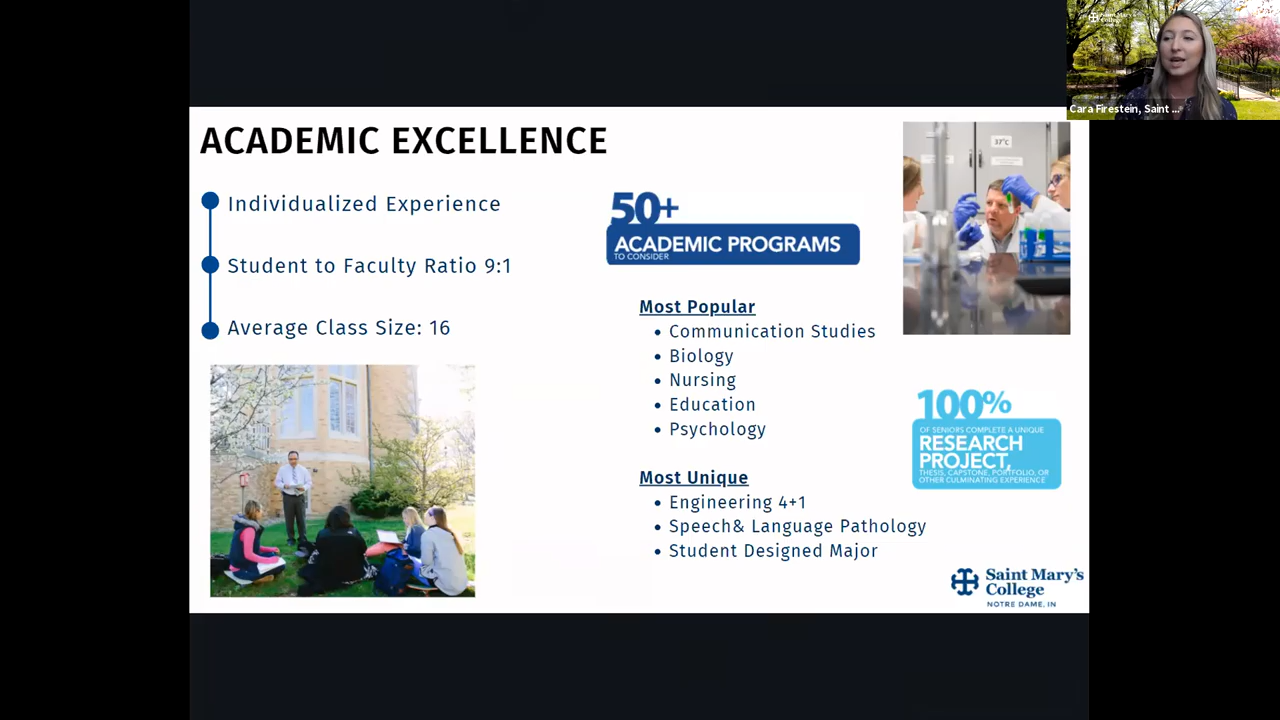 ACADEMIC EXCELLENCE
Individualized Experience
Student to Faculty Ratio 9:1
Average Class Size: 16
50+
ACADEMIC PROGRAMS
TO CONSIDER
Most Popular
• Communication Studies
• Biology
• Nursing
• Education
• Psychology
Most Unique
• Engineering 4+1
• Speech& Language Pathology
• Student Designed Major
37°C
100%
OF SENIORS COMPLETE A UNIQUE
RESEARCH
PROJECT,
THESIS, CAPSTONE, PORTFOLIO, OR
OTHER CULMINATING EXPERIENCE
Saint Mary's
College
NOTRE DAME, IN
Saint Mary's
College
Cara Firestein, Saint ...